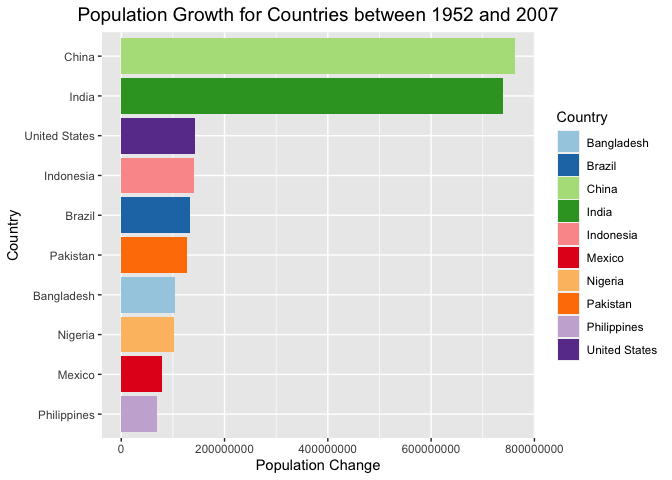 Population Growth for Countries between 1952 and 2007
China
India
United States
Indonesia
Brazil
Pakistan
Bangladesh
Nigeria
Mexico
Philippines
Country
0 200000000 400000000 600000000 800000000
Population Change
Country
Bangladesh
Brazil
China
India
Indonesia
Mexico
Nigeria
Pakistan
Philippines
United States